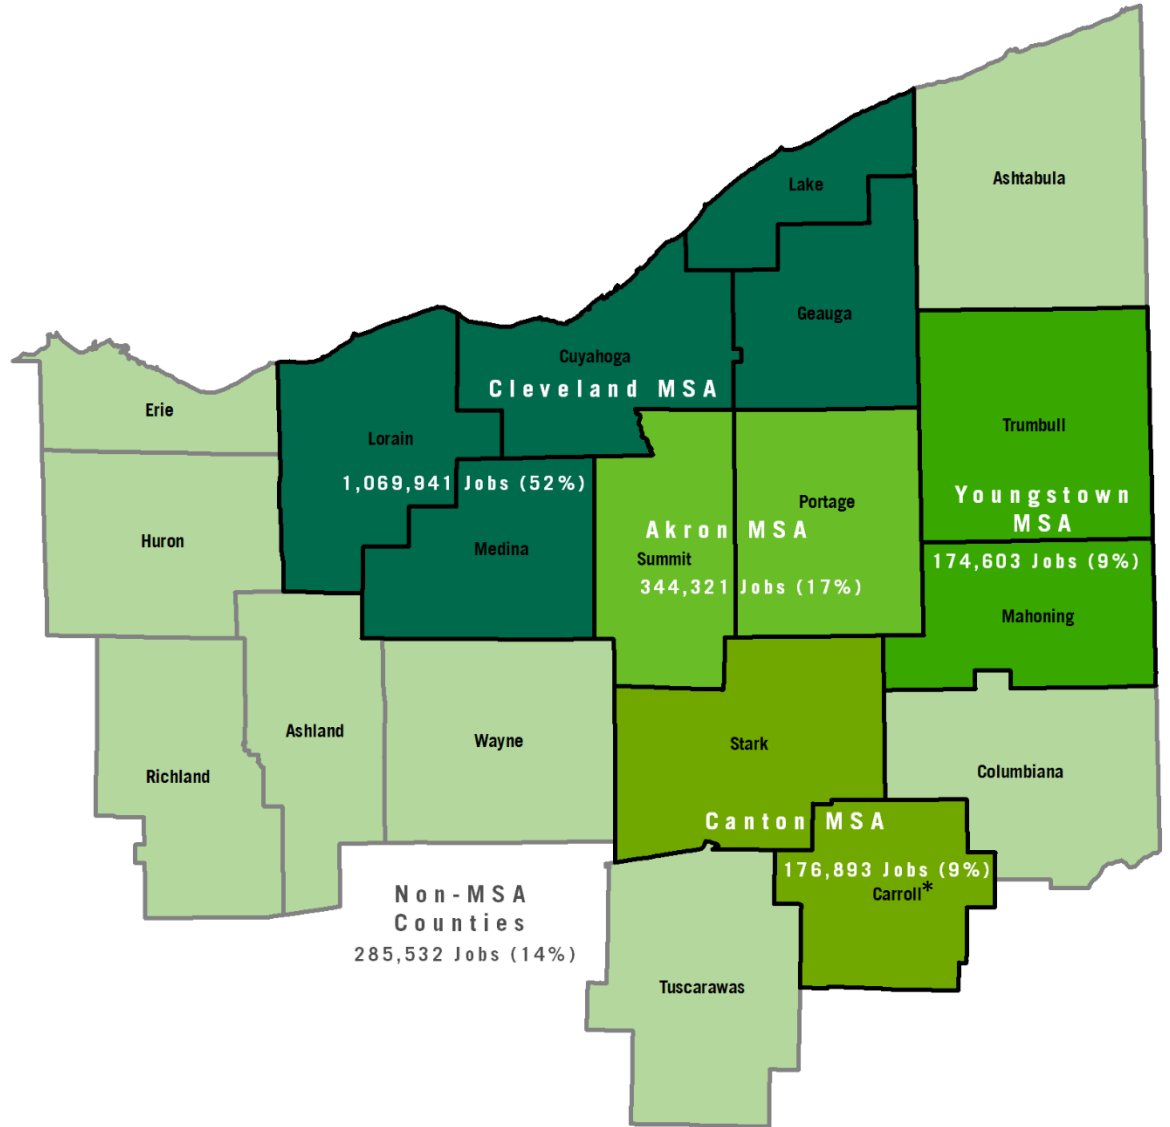 Ashtabula
Lake
Geauga
Cuyahoga
Cleveland MSA
Erie
Lorain
Trumbull
1,069,941 Jobs (52%)
Youngstown
MSA
Portage
Akron MSA
Huron
Medina
Summit
174,603 Jobs (9%)
344,321 Jobs (17%)
Mahoning
Ashland
Wayne
Stark
Richland
Columbiana
Canton MSA
176,893 Jobs (9%)
Carroll*
Non-MSA
Counties
285,532 Jobs (14%)
Tuscarawas